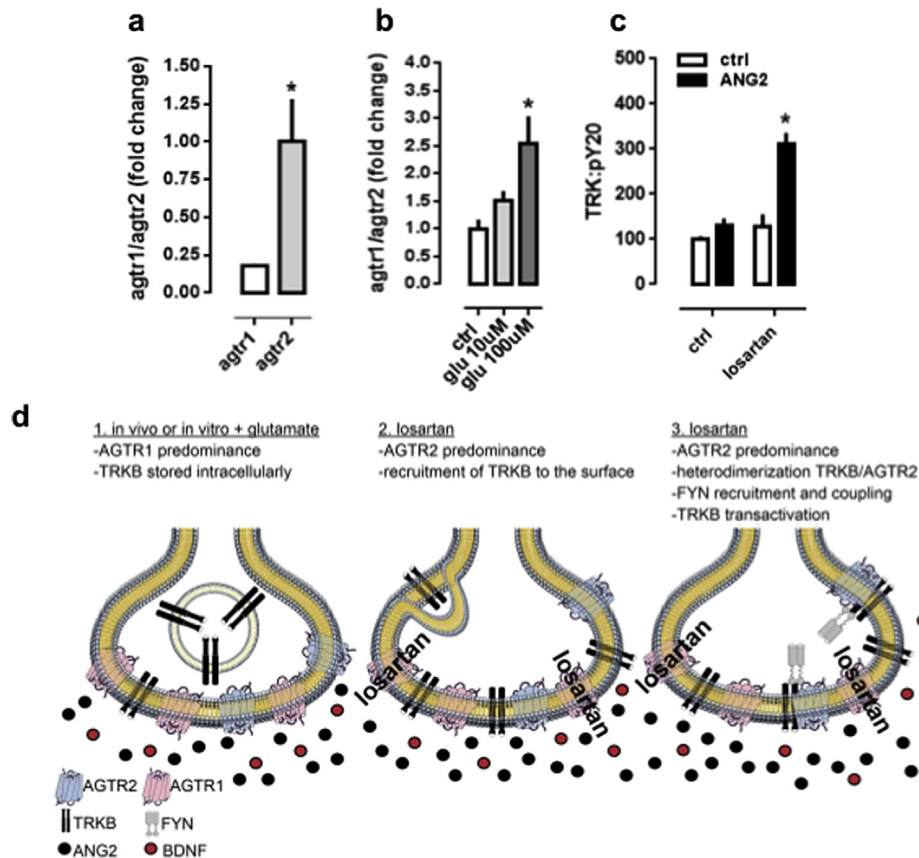 a
agtr1/agtr2 (fold change)
1.50
1.25
1.00
0.75
0.50
0.25
0.00
*
agtr1
agtr2
b
agtr1/agtr2 (fold change)
4.0
3.5
3.0
2.5
2.0
1.5
1.0
0.5
0.0
*
ctrl
glu 10uM
glu 100uM
c
TRK:pY20
500
400
300
200
100
0
ctrl
ANG2
*
ctrl
losartan
d
1. in vivo or in vitro + glutamate
-AGTR1 predominance
-TRKB stored intracellularly
2. losartan
-AGTR2 predominance
-recruitment of TRKB to the surface
3. losartan
-AGTR2 predominance
-heterodimerization TRKB/AGTR2
-FYN recruitment and coupling
-TRKB transactivation
losartan
losartan
losartan
losartan
AGTR2
AGTR1
TRKB
FYN
ANG2
BDNF